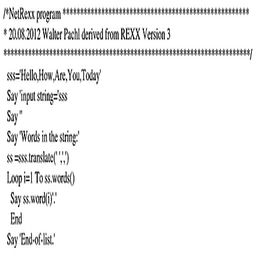 /*NetRexx program ********************************************
* 20.08.2012 Walter Pachl derived from REXX Version 3
**********************************************************/
sss='Hello,How,Are,You,Today'
Say 'input string='sss
Say ''
Say 'Words in the string:'
ss =sss.translate(' ',',')
Loop i=1 To ss.words()
Say ss.word(i)'.'
End
Say 'End-of-list.'